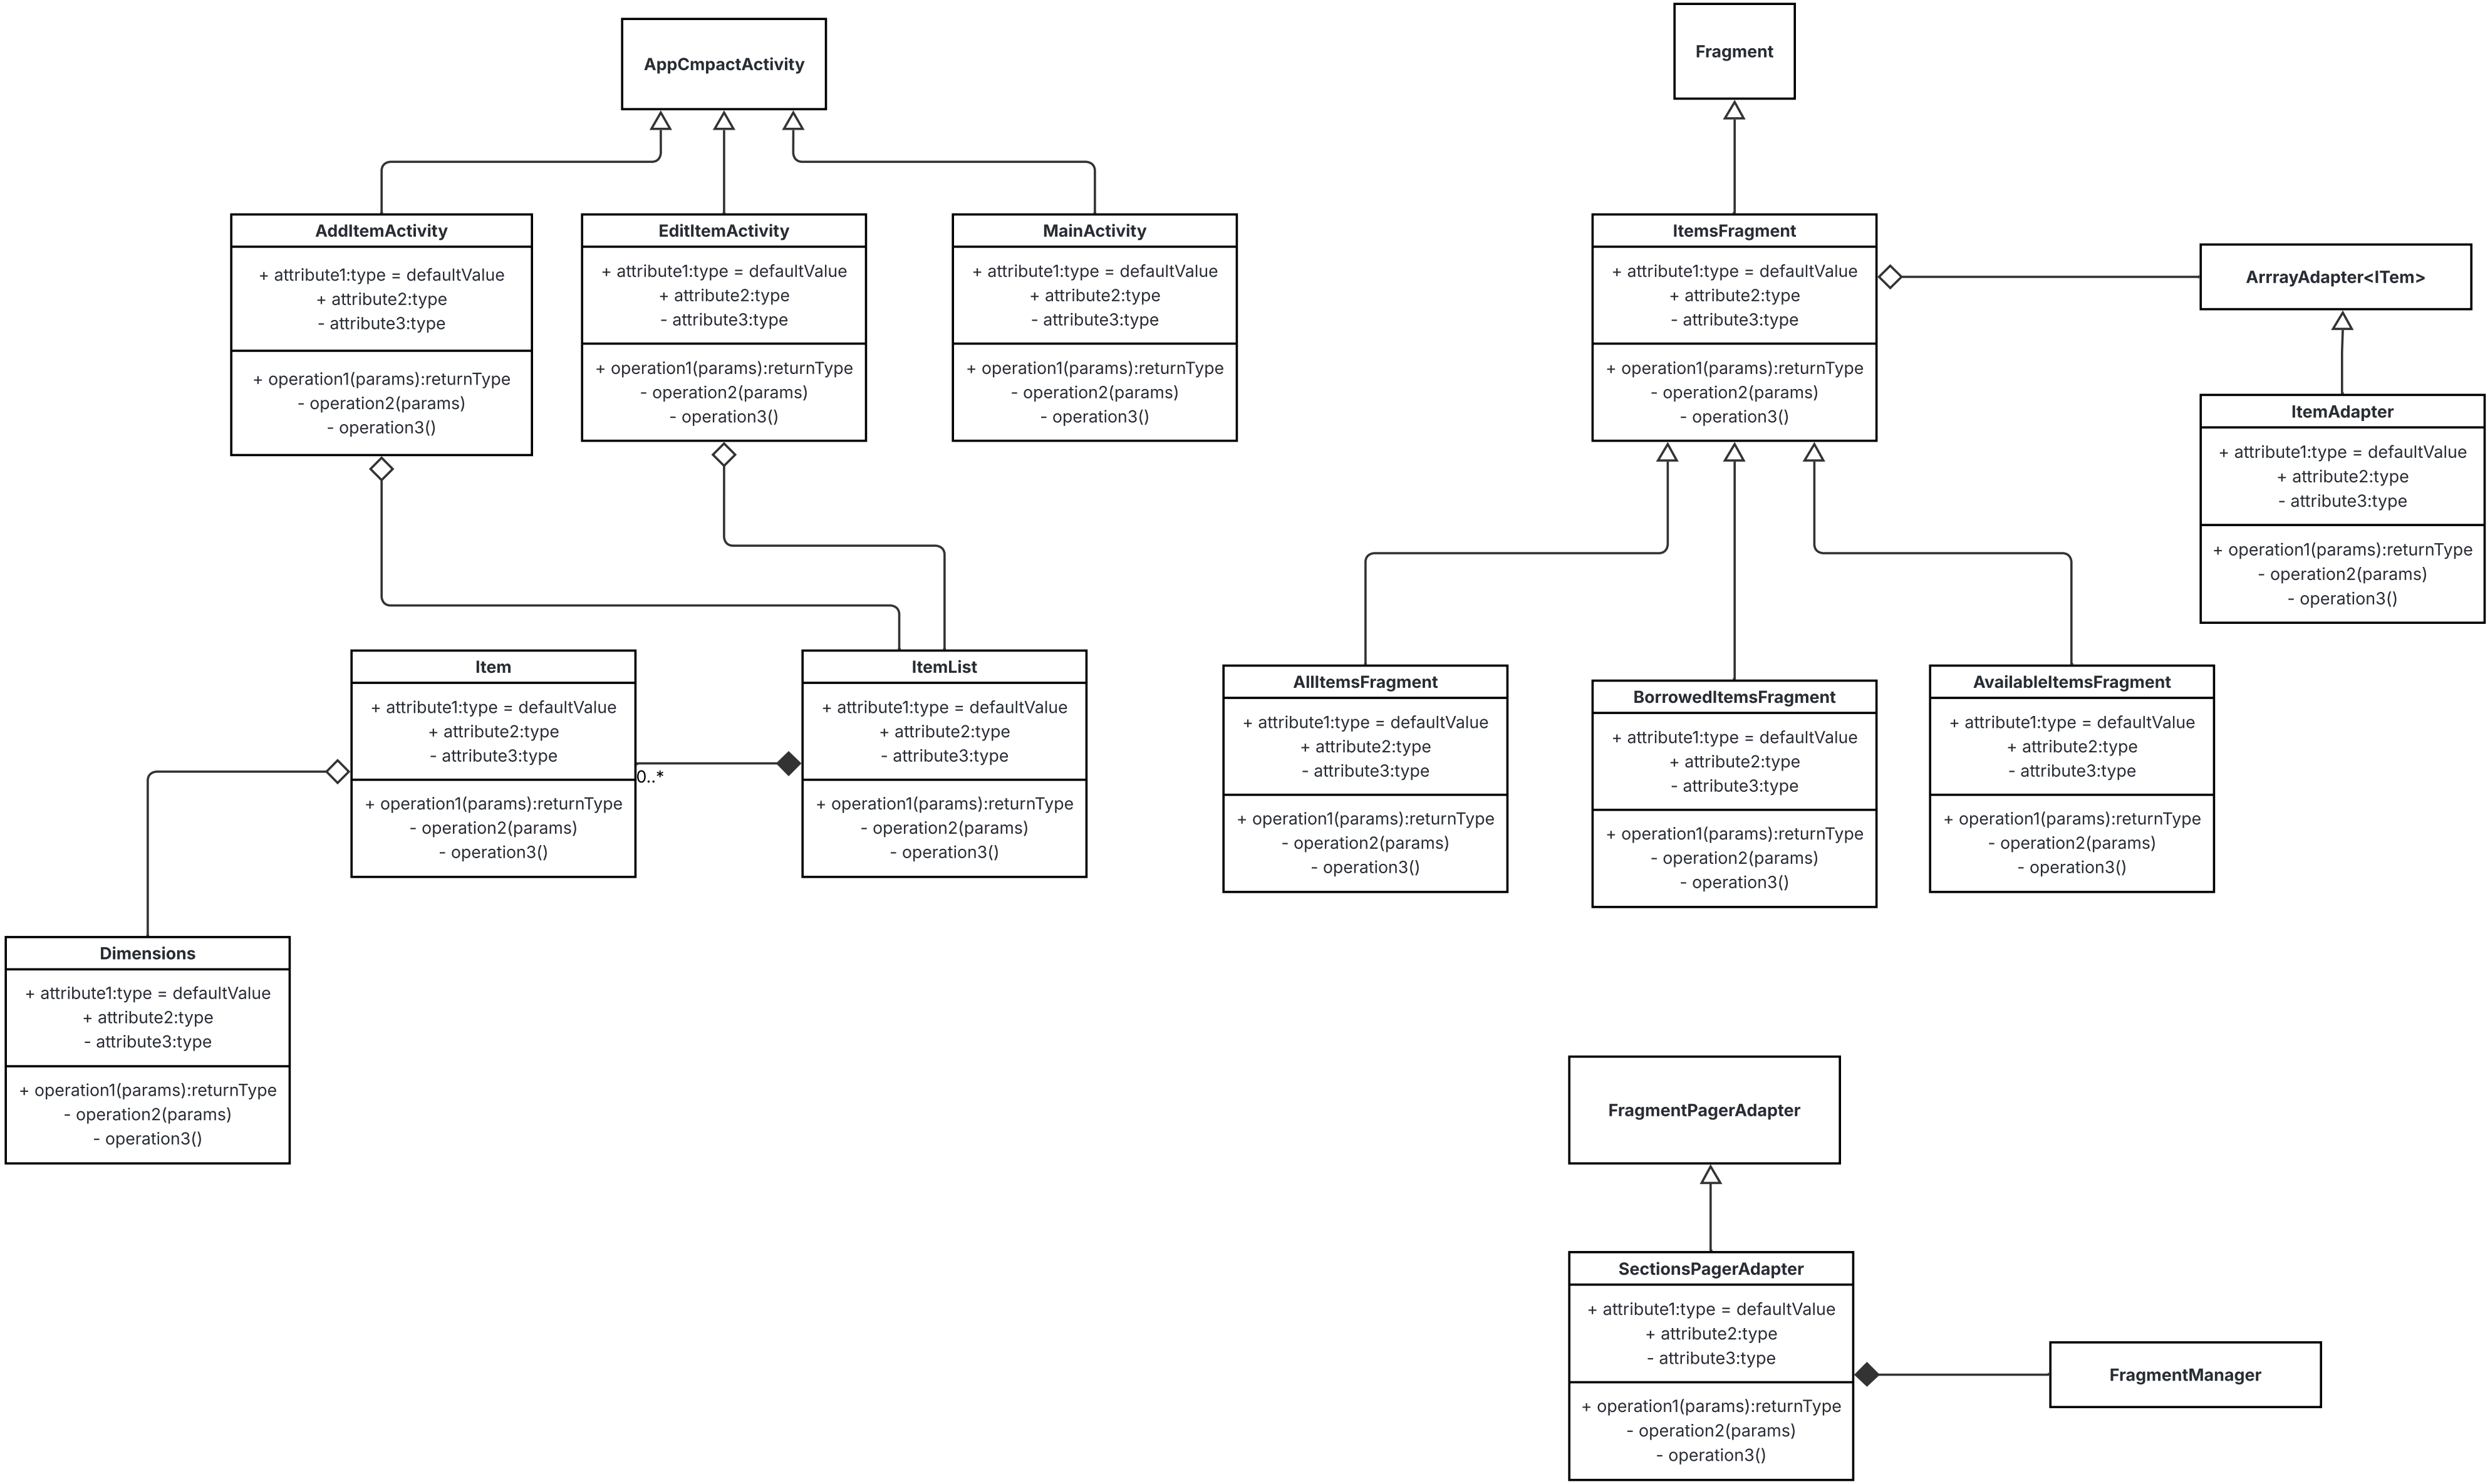 AppCmpactActivity
Fragment
AddItemActivity
+ attribute1:type = defaultValue
+ attribute2:type
- attribute3:type
+ operation1(params):returnType
- operation2(params)
- operation3()
EditItemActivity
+ attribute1:type = defaultValue
+ attribute2:type
- attribute3:type
+ operation1(params):returnType
- operation2(params)
- operation3()
MainActivity
+ attribute1:type = defaultValue
+ attribute2:type
- attribute3:type
+ operation1(params):returnType
- operation2(params)
- operation3()
ItemsFragment
+ attribute1:type = defaultValue
+ attribute2:type
- attribute3:type
+ operation1(params):returnType
- operation2(params)
- operation3()
ArrrayAdapter<ITem>
ItemAdapter
+ attribute1:type = defaultValue
+ attribute2:type
- attribute3:type
+ operation1(params):returnType
- operation2(params)
- operation3()
Item
+ attribute1:type = defaultValue
+ attribute2:type
- attribute3:type
+ operation1(params):returnType
- operation2(params)
- operation3()
0..*
ItemList
+ attribute1:type = defaultValue
+ attribute2:type
- attribute3:type
+ operation1(params):returnType
- operation2(params)
- operation3()
AllItemsFragment
+ attribute1:type = defaultValue
+ attribute2:type
- attribute3:type
+ operation1(params):returnType
- operation2(params)
- operation3()
BorrowedItemsFragment
+ attribute1:type = defaultValue
+ attribute2:type
- attribute3:type
+ operation1(params):returnType
- operation2(params)
- operation3()
AvailableItemsFragment
+ attribute1:type = defaultValue
+ attribute2:type
- attribute3:type
+ operation1(params):returnType
- operation2(params)
- operation3()
Dimensions
+ attribute1:type = defaultValue
+ attribute2:type
- attribute3:type
+ operation1(params):returnType
- operation2(params)
- operation3()
FragmentPagerAdapter
SectionsPagerAdapter
+ attribute1:type = defaultValue
+ attribute2:type
- attribute3:type
+ operation1(params):returnType
- operation2(params)
- operation3()
FragmentManager